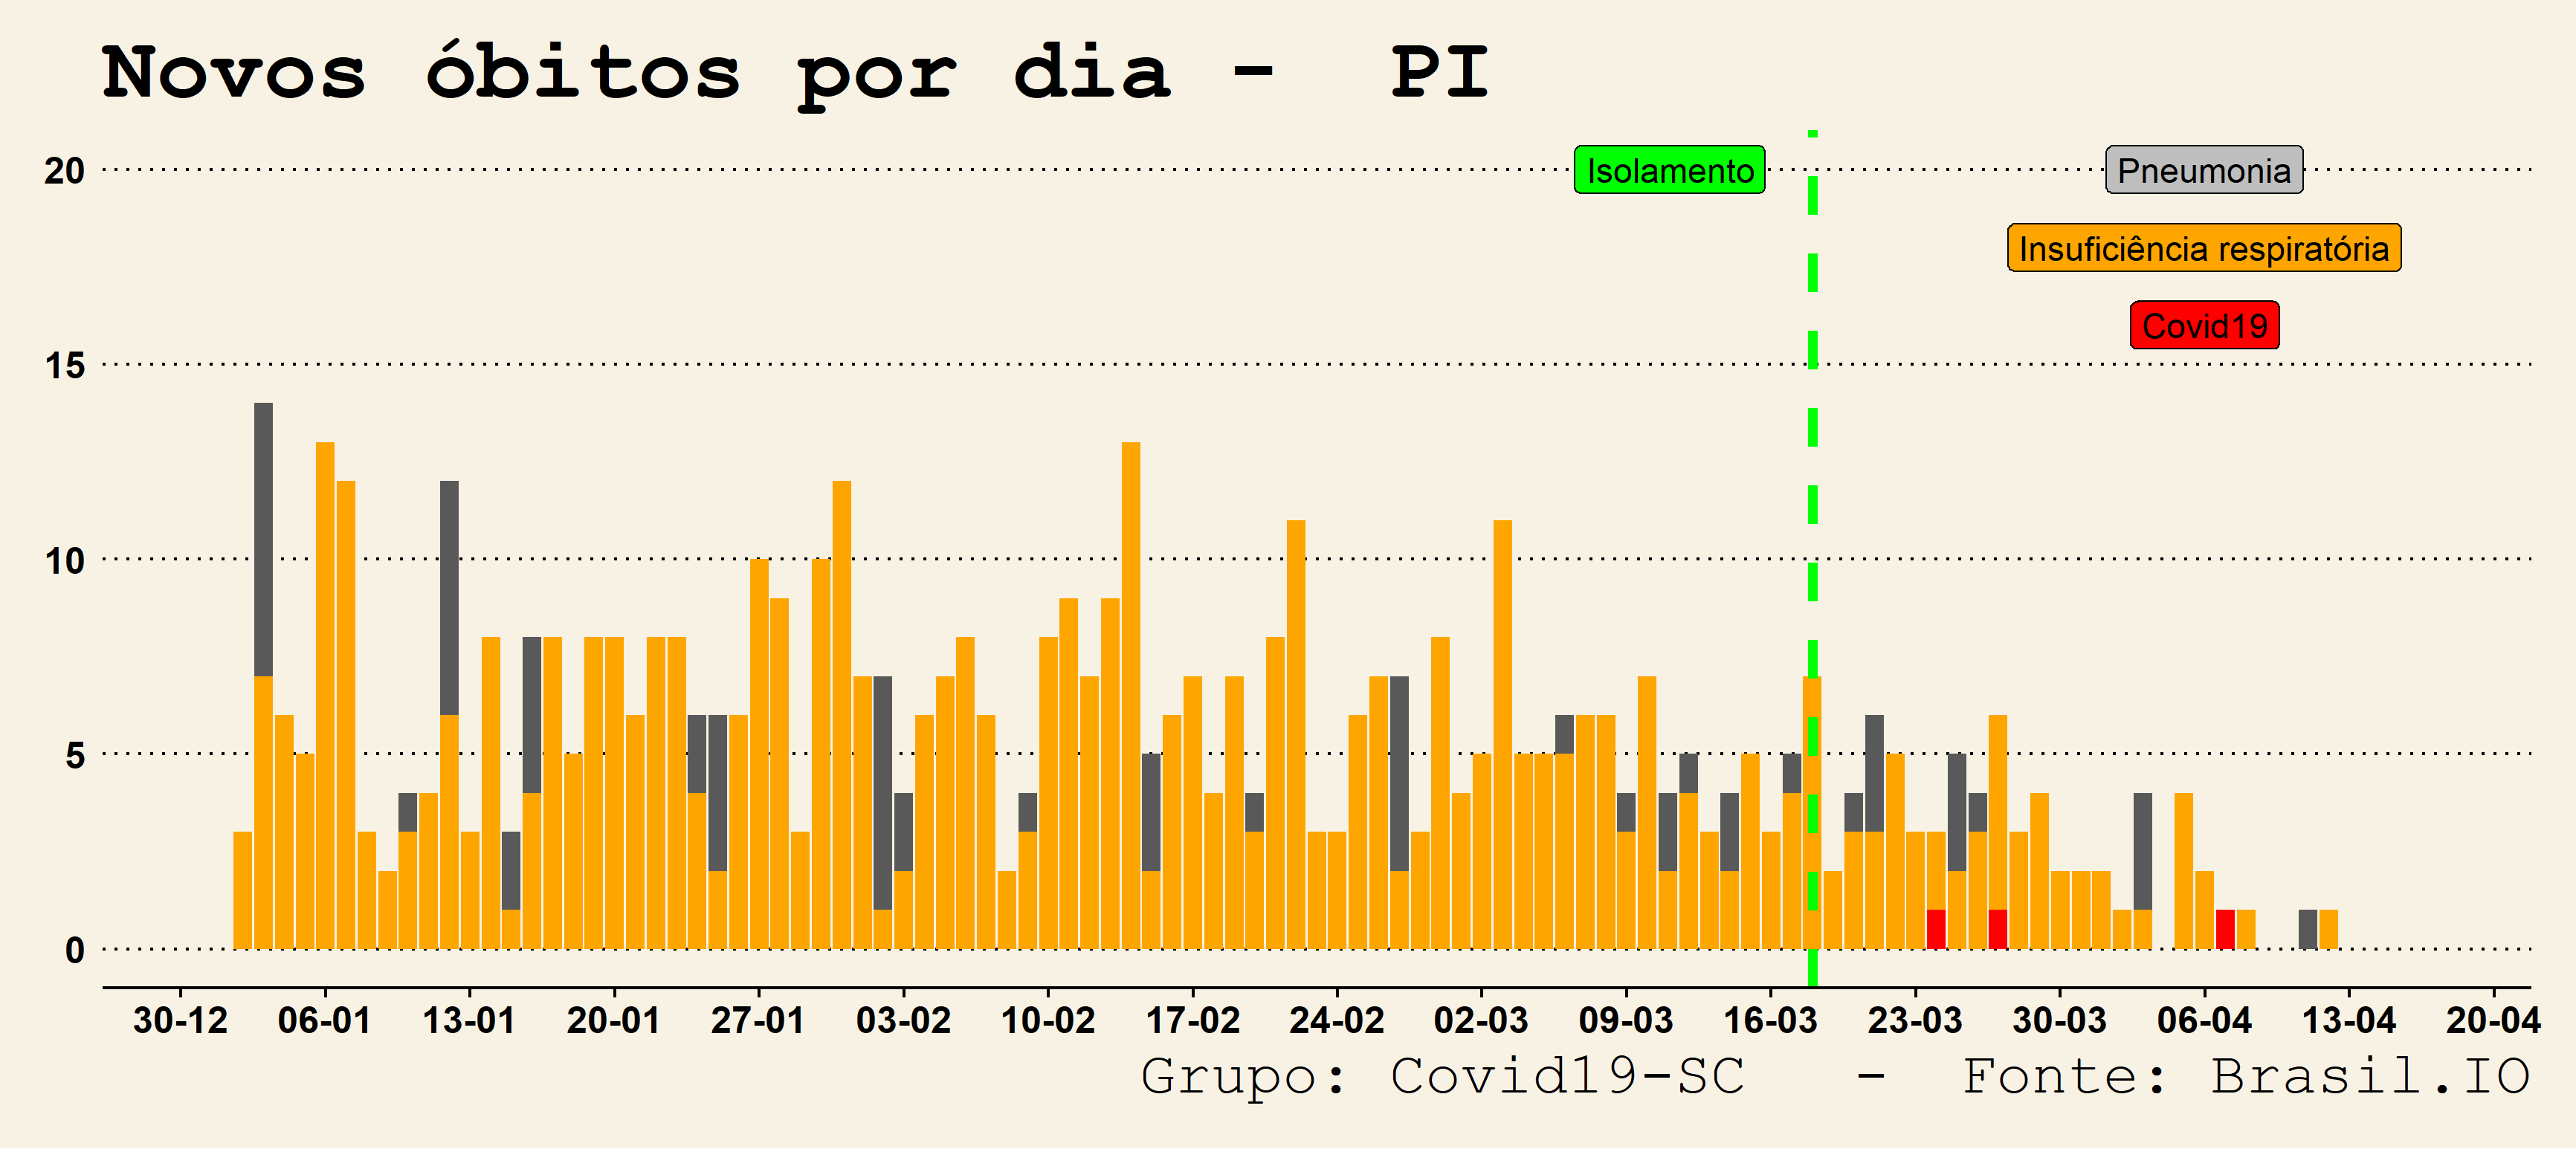 Novos óbitos por dia - PI
20
Isolamento
Pneumonia
Insuficiência respiratória
Covid19
15
10
5
0
30-12 06-01 13-01 20-01 27-01 03-02 10-02 17-02 24-02 02-03 09-03 16-03 23-03 30-03 06-04 13-04 20-04
Grupo: Covid19-SC - Fonte: Brasil.IO